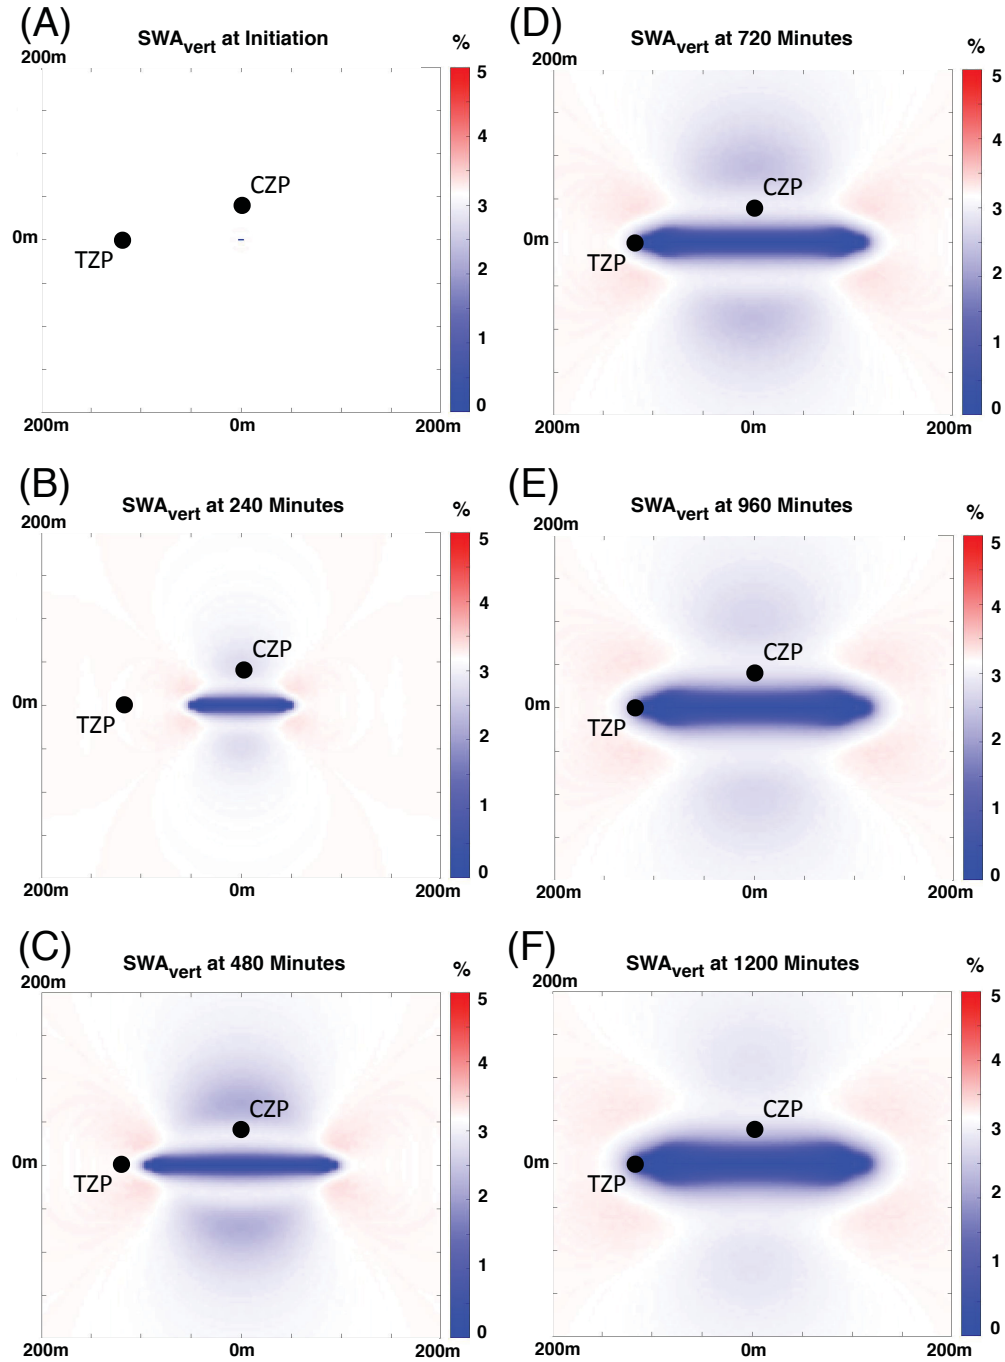 (A)
SWAvert at Initiation
%
200m
5
4
CZP
3
0m
TZP
2
1
0
200m
0m
200m
(B)
SWAvert at 240 Minutes
%
200m
5
4
CZP
3
0m
TZP
2
1
0
200m
0m
200m
(C)
SWAvert at 480 Minutes
%
200m
5
4
CZP
3
0m
TZP
2
1
0
200m
0m
200m
(D)
SWAvert at 720 Minutes
%
200m
5
4
CZP
3
0m
TZP
2
1
0
200m
0m
200m
(E)
SWAvert at 960 Minutes
%
200m
5
4
CZP
3
0m
TZP
2
1
0
200m
0m
200m
(F)
SWAvert at 1200 Minutes
%
200m
5
4
CZP
3
0m
TZP
2
1
0
200m
0m
200m